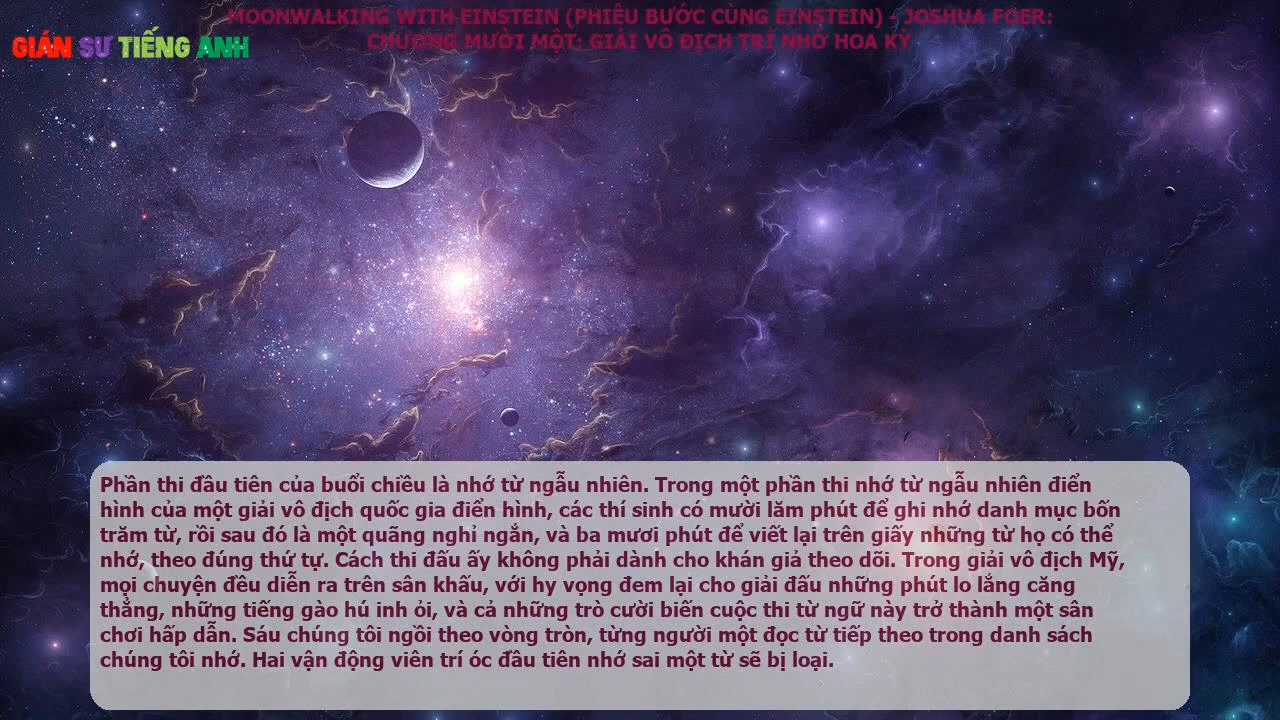 MOONWALKING WITH EINSTEIN (PHIÊU BƯỚC CÙNG EINSTEIN) - JOSHUA FOER:
CHƯƠNG MƯỜI MỘT: GIẢI VÔ ĐỊCH TRÍ NHỚ HOA KỲ
GIÁN SƯ TIẾNG ANH
Phần thi đầu tiên của buổi chiều là nhớ từ ngẫu nhiên. Trong một phần thi nhớ từ ngẫu nhiên điển
hình của một giải vô địch quốc gia điển hình, các thí sinh có mười lăm phút để ghi nhớ danh mục bốn
trăm từ, rồi sau đó là một quãng nghỉ ngắn, và ba mươi phút để viết lại trên giấy những từ họ có thể
nhớ, theo đúng thứ tự. Cách thi đấu ấy không phải dành cho khán giả theo dõi. Trong giải vô địch Mỹ,
mọi chuyện đều diễn ra trên sân khấu, với hy vọng đem lại cho giải đấu những phút lo lắng căng
thẳng, những tiếng gào hú inh ỏi, và cả những trò cười biến cuộc thi từ ngữ này trở thành một sân
chơi hấp dẫn. Sáu chúng tôi ngồi theo vòng tròn, từng người một đọc từ tiếp theo trong danh sách
chúng tôi nhớ. Hai vận động viên trí óc đầu tiên nhớ sai một từ sẽ bị loại.